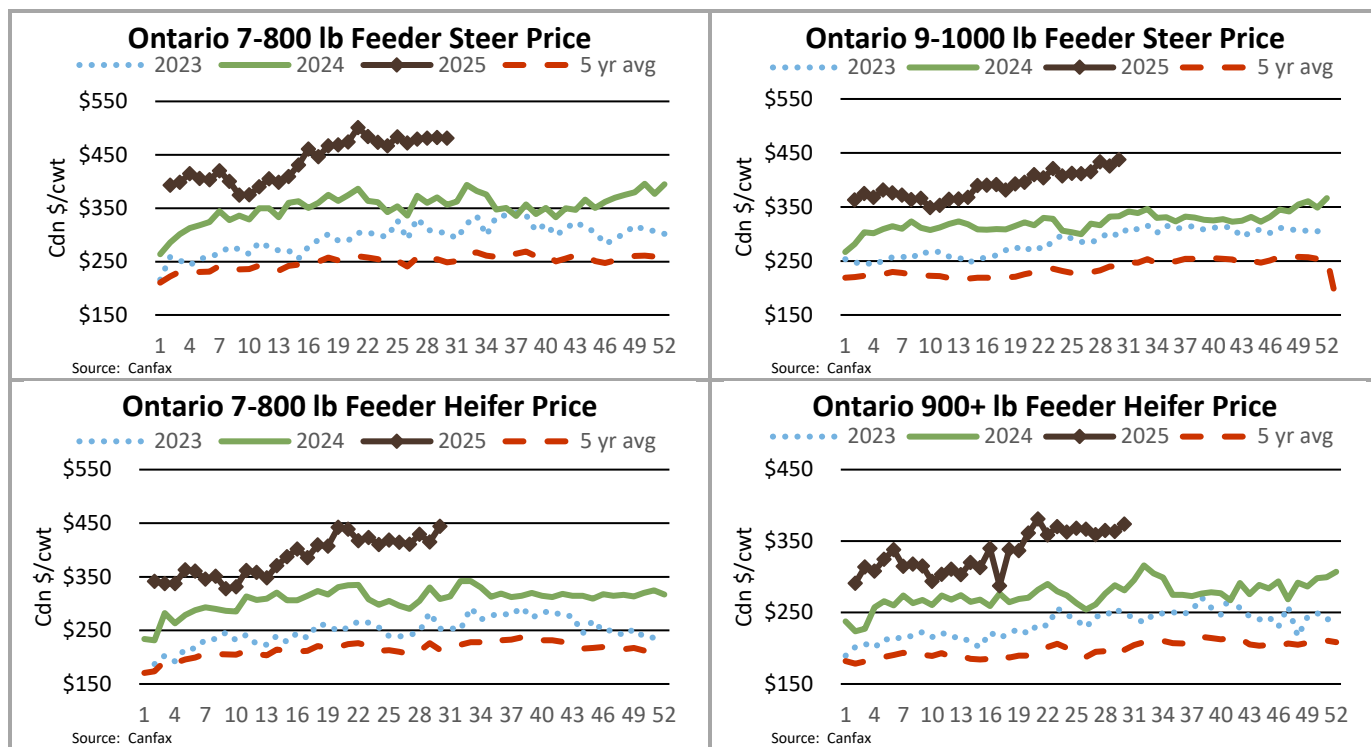 Ontario 7-800 lb Feeder Steer Price
2023 2024 2025 5 yr avg
Cdn $/cwt
$550
$450
$350
$250
$150
1 4 7 10 13 16 19 22 25 28 31 34 37 40 43 46 49 52
Source: Canfax
Ontario 9-1000 lb Feeder Steer Price
2023 2024 2025 5 yr avg
Cdn $/cwt
$550
$450
$350
$250
$150
1 4 7 10 13 16 19 22 25 28 31 34 37 40 43 46 49 52
Source: Canfax
Ontario 7-800 lb Feeder Heifer Price
2023 2024 2025 5 yr avg
Cdn $/cwt
$550
$450
$350
$250
$150
1 4 7 10 13 16 19 22 25 28 31 34 37 40 43 46 49 52
Source: Canfax
Ontario 900+ lb Feeder Heifer Price
2023 2024 2025 5 yr avg
Cdn $/cwt
$450
$350
$250
$150
1 4 7 10 13 16 19 22 25 28 31 34 37 40 43 46 49 52
Source: Canfax